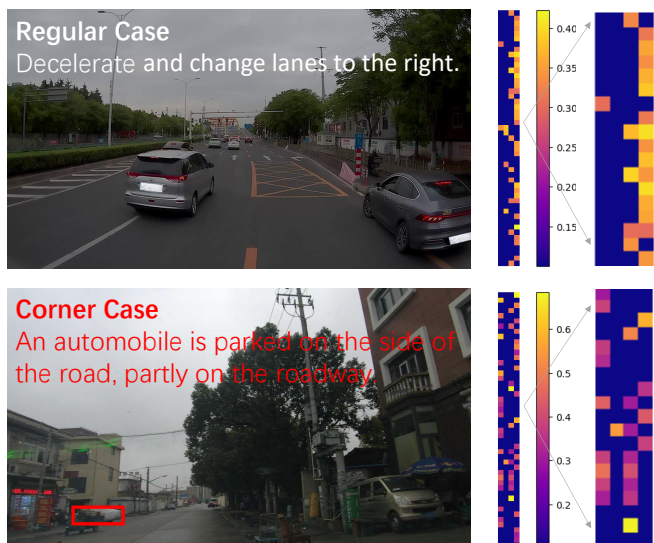 Regular Case
Decelerate and change lanes to the right.
0.40
0.35
0.30
0.25
0.20
0.15
Corner Case
An automobile is parked on the side of
the road, partly on the roadway.
0.6
0.5
0.4
0.3
0.2